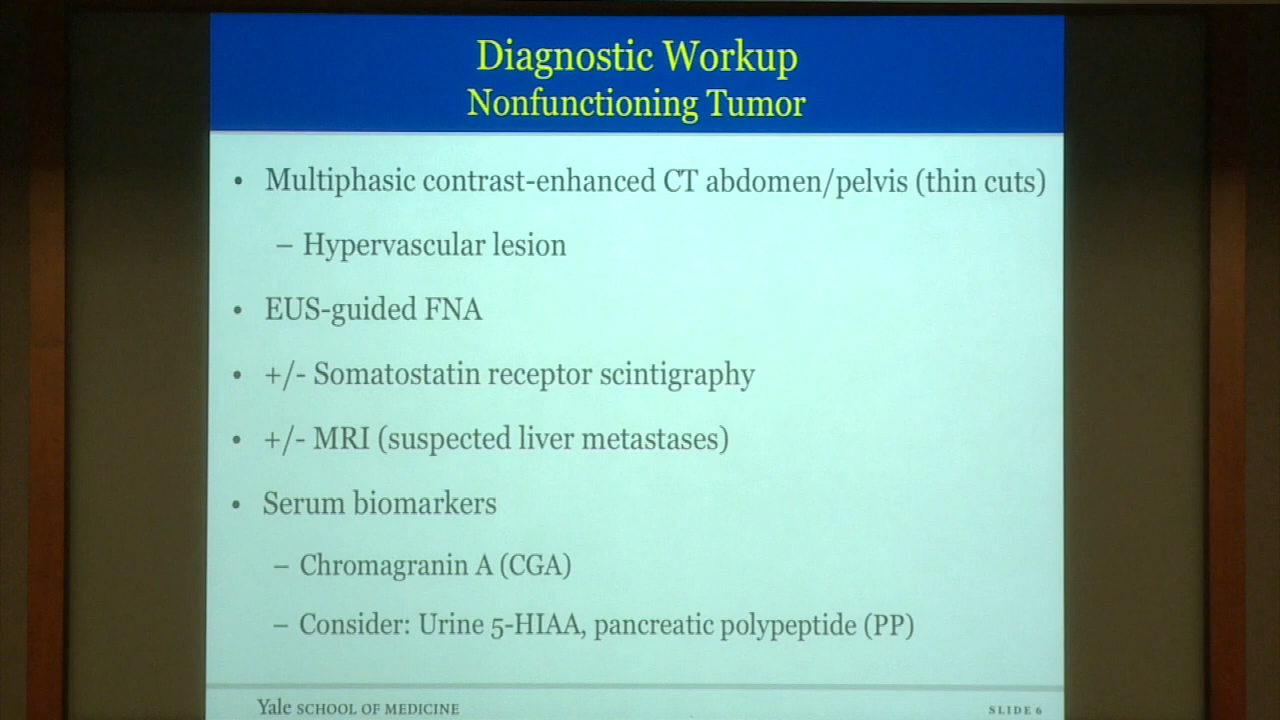 Diagnostic Workup
Nonfunctioning Tumor
• Multiphasic contrast-enhanced CT abdomen/pelvis (thin cuts)
– Hypervascular lesion
• EUS-guided FNA
• +/- Somatostatin receptor scintigraphy
• +/- MRI (suspected liver metastases)
• Serum biomarkers
– Chromagranin A (CGA)
– Consider: Urine 5-HIAA, pancreatic polypeptide (PP)
Yale SCHOOL OF MEDICINE
SLIDE 6